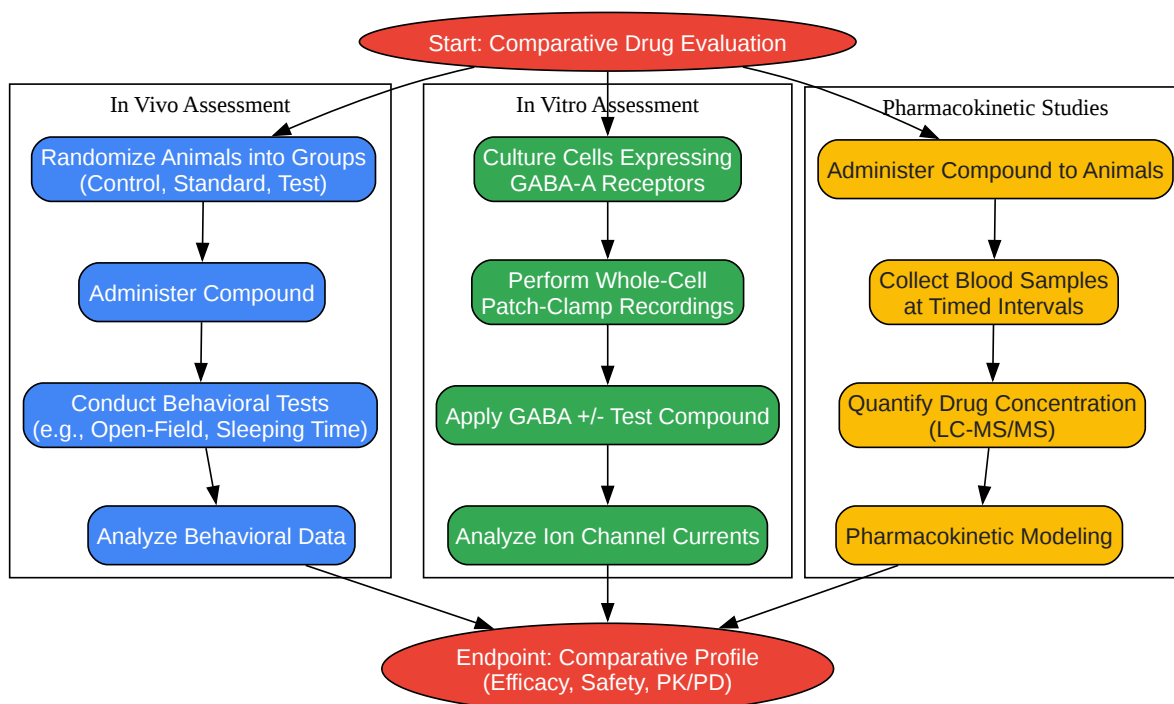 Start: Comparative Drug Evaluation
In Vivo Assessment
Randomize Animals into Groups
(Control, Standard, Test)
Administer Compound
Conduct Behavioral Tests
(e.g., Open-Field, Sleeping Time)
Analyze Behavioral Data
In Vitro Assessment
Culture Cells Expressing
GABA-A Receptors
Perform Whole-Cell
Patch-Clamp Recordings
Apply GABA +/- Test Compound
Analyze Ion Channel Currents
Pharmacokinetic Studies
Administer Compound to Animals
Collect Blood Samples
at Timed Intervals
Quantify Drug Concentration
(LC-MS/MS)
Pharmacokinetic Modeling
Endpoint: Comparative Profile
(Efficacy, Safety, PK/PD)